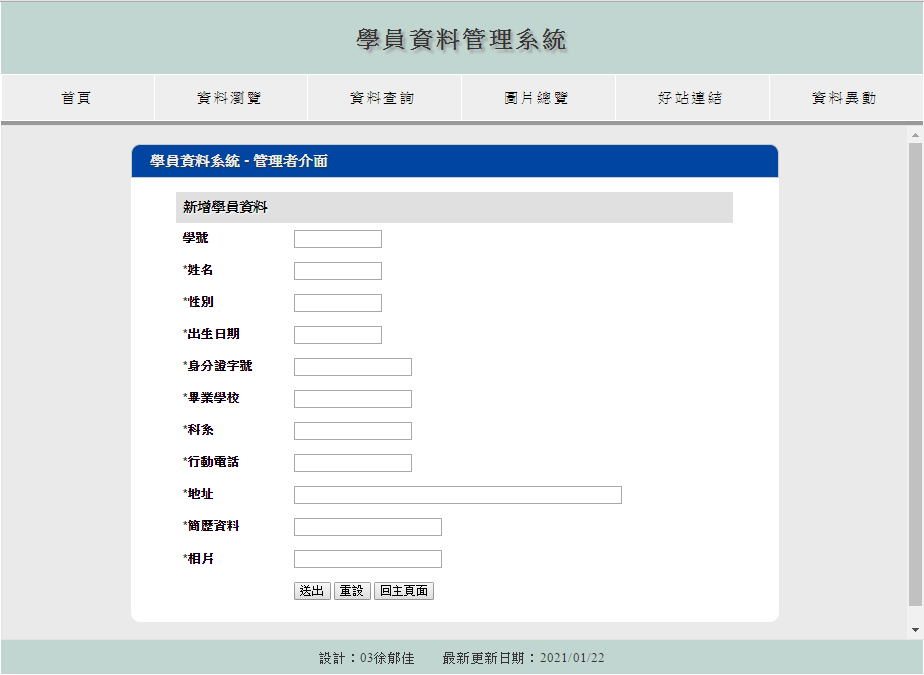 學員資料管理系統
首頁 資料瀏覽 資料查詢 圖片總覽 好站連結 資料異動
學員資料系統 - 管理者介面
新增學員資料
學號
*姓名
*性別
*出生日期
*身分證字號
*畢業學校
*科系
*行動電話
*地址
*簡歷資料
*相片
送出 重設 回主頁面
設計：03徐郁佳 最新更新日期：2021/01/22